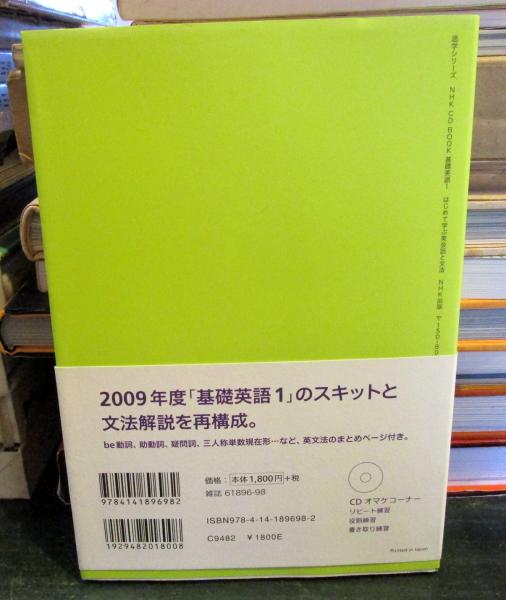 語学シリーズ NHK CD BOOK 基礎英語1 はじめて学ぶ英会話と文法 NHK出版 〒150-80
2009年度「基礎英語1」のスキットと
文法解説を再構成。
be動詞、助動詞、疑問詞、三人称単数現在形…など、英文法のまとめページ付き。
9784141896982
1929482018008
価格：本体1,800円+税
雑誌 61896-98
ISBN978-4-14-189698-2
C9482 ¥1800E
CD オマケコーナー
リピート練習
役割練習
書き取り練習
Printed in Japan